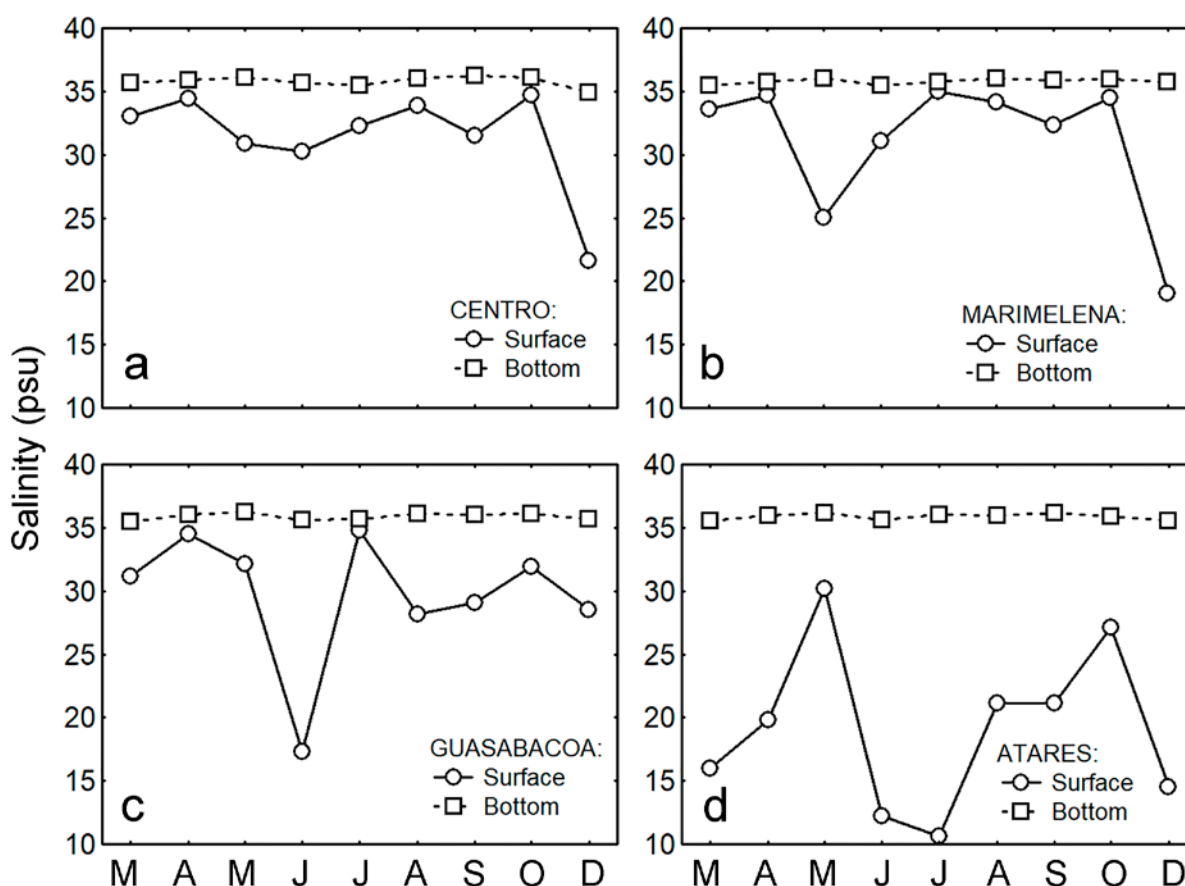 Salinity (psu)
40
35
30
25
20
15
10
a
CENTRO:
Surface
Bottom
40
35
30
25
20
15
10
b
MARIMELENA:
Surface
Bottom
40
35
30
25
20
15
10
c
GUASABACOA:
Surface
Bottom
M A M J J A S O D
40
35
30
25
20
15
10
d
ATARES:
Surface
Bottom
M A M J J A S O D